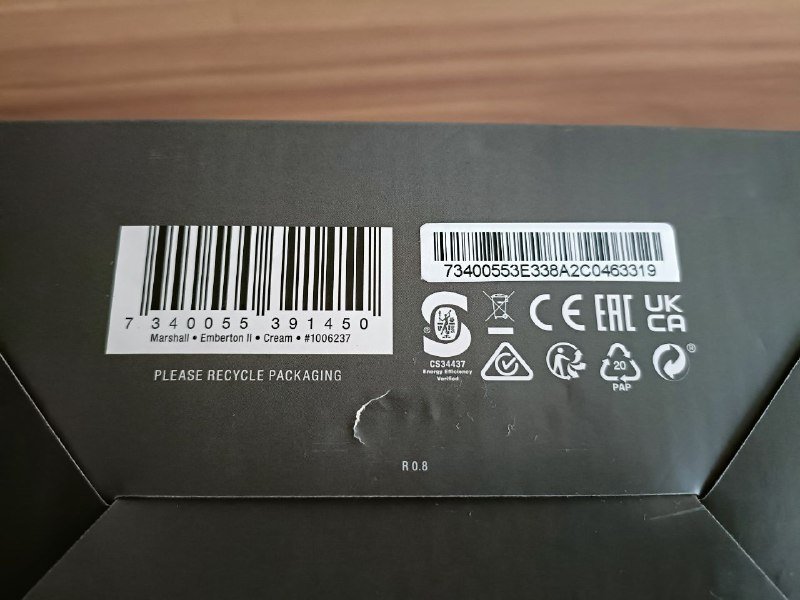 7 340055 391450
Marshall • Emberton II • Cream • #1006237
PLEASE RECYCLE PACKAGING
73400553E338A2C0463319
®
CE EAC UK
CA
CS34437
Energy Efficiency
Verified
20
PAP
®
R 0.8